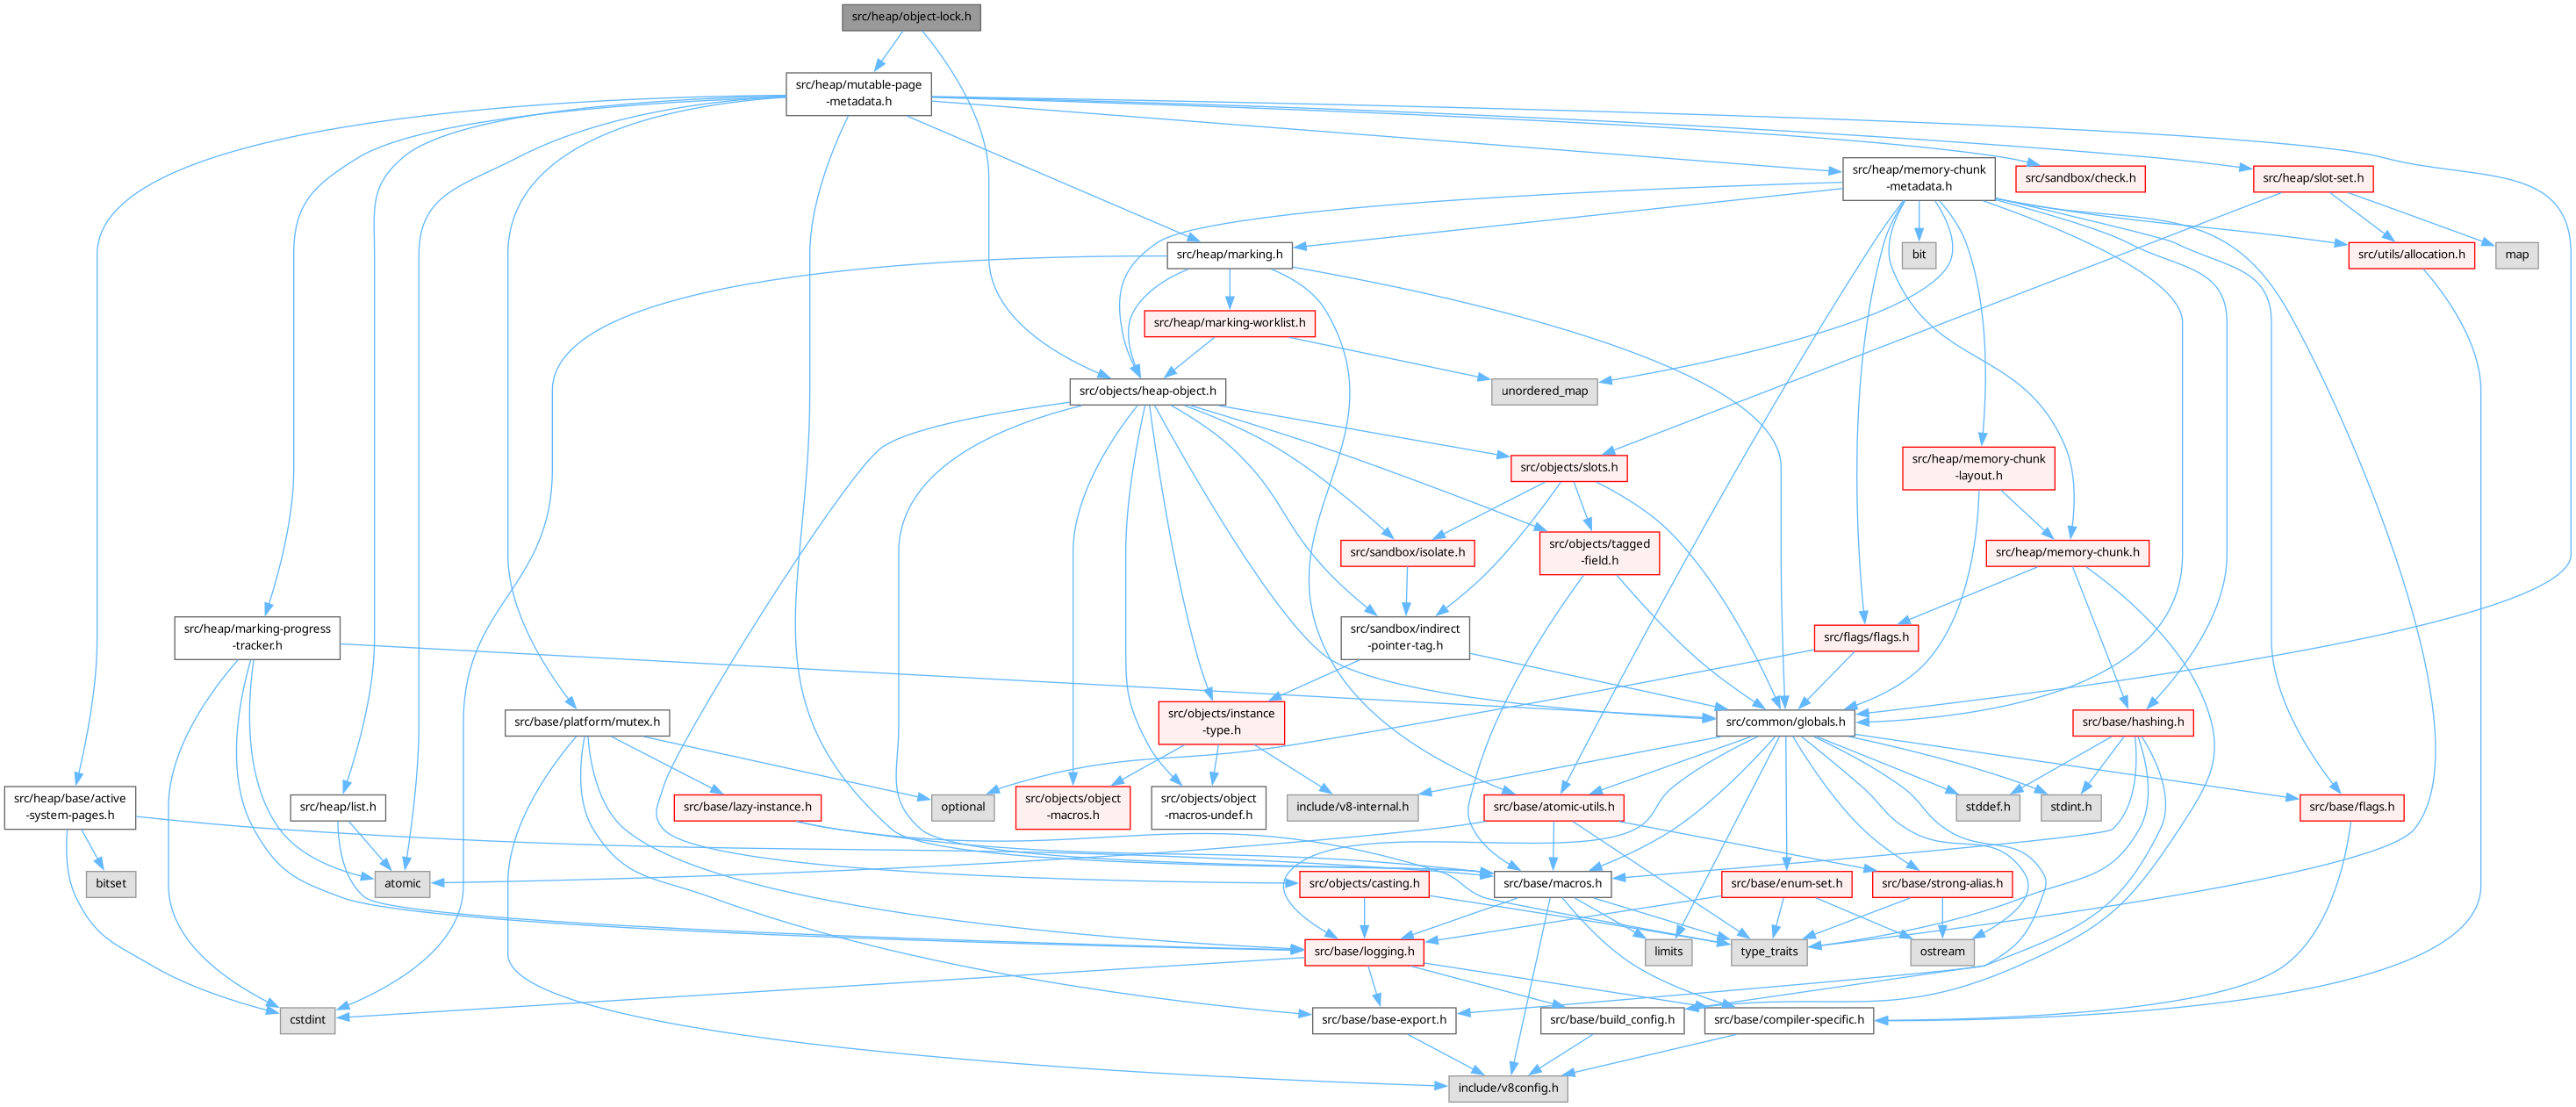 src/heap/object-lock.h
src/heap/mutable-page
-metadata.h
src/heap/memory-chunk
-metadata.h
src/sandbox/check.h
src/heap/slot-set.h
src/heap/marking.h
bit
src/utils/allocation.h
map
src/heap/marking-worklist.h
src/objects/heap-object.h
unordered_map
src/objects/slots.h
src/heap/memory-chunk
-layout.h
src/sandbox/isolate.h
src/objects/tagged
-field.h
src/heap/memory-chunk.h
src/heap/marking-progress
-tracker.h
src/sandbox/indirect
-pointer-tag.h
src/flags/flags.h
src/base/platform/mutex.h
src/objects/instance
-type.h
src/common/globals.h
src/base/hashing.h
src/heap/base/active
-system-pages.h
src/heap/list.h
src/base/lazy-instance.h
optional
src/objects/object
-macros.h
src/objects/object
-macros-undef.h
include/v8-internal.h
src/base/atomic-utils.h
stddef.h
stdint.h
src/base/flags.h
bitset
atomic
src/objects/casting.h
src/base/macros.h
src/base/enum-set.h
src/base/strong-alias.h
src/base/logging.h
limits
type_traits
ostream
cstdint
src/base/base-export.h
src/base/build_config.h
src/base/compiler-specific.h
include/v8config.h